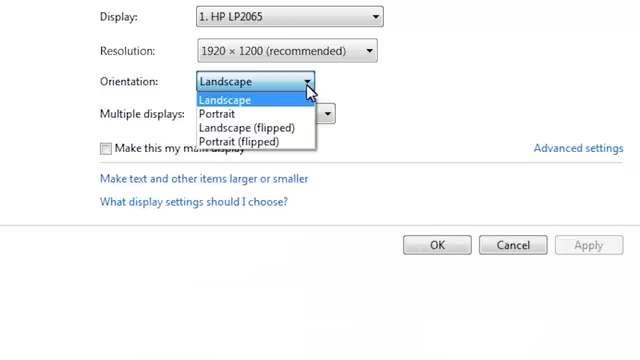 Display: 1. HP LP2065
Resolution: 1920 × 1200 (recommended)
Orientation: Landscape
Landscape
Multiple displays: Portrait
Landscape (flipped)
Portrait (flipped)
Make this my main display Advanced settings
Make text and other items larger or smaller
What display settings should I choose?
OK Cancel Apply